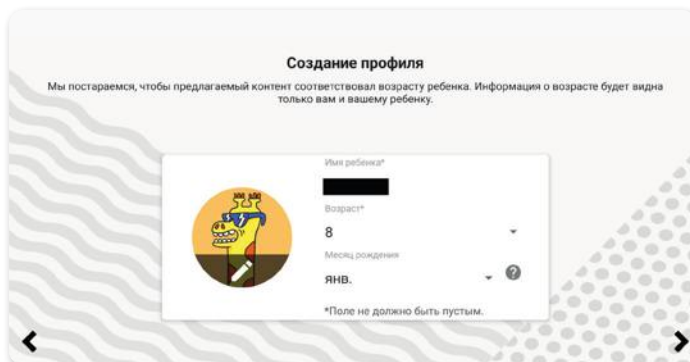 Создание профиля
Мы постараемся, чтобы предлагаемый контент соответствовал возрасту ребенка. Информация о возрасте будет видна
только вам и вашему ребенку.
Имя ребенка*
Возраст*
8
Месяц рождения
янв.
*Поле не должно быть пустым.